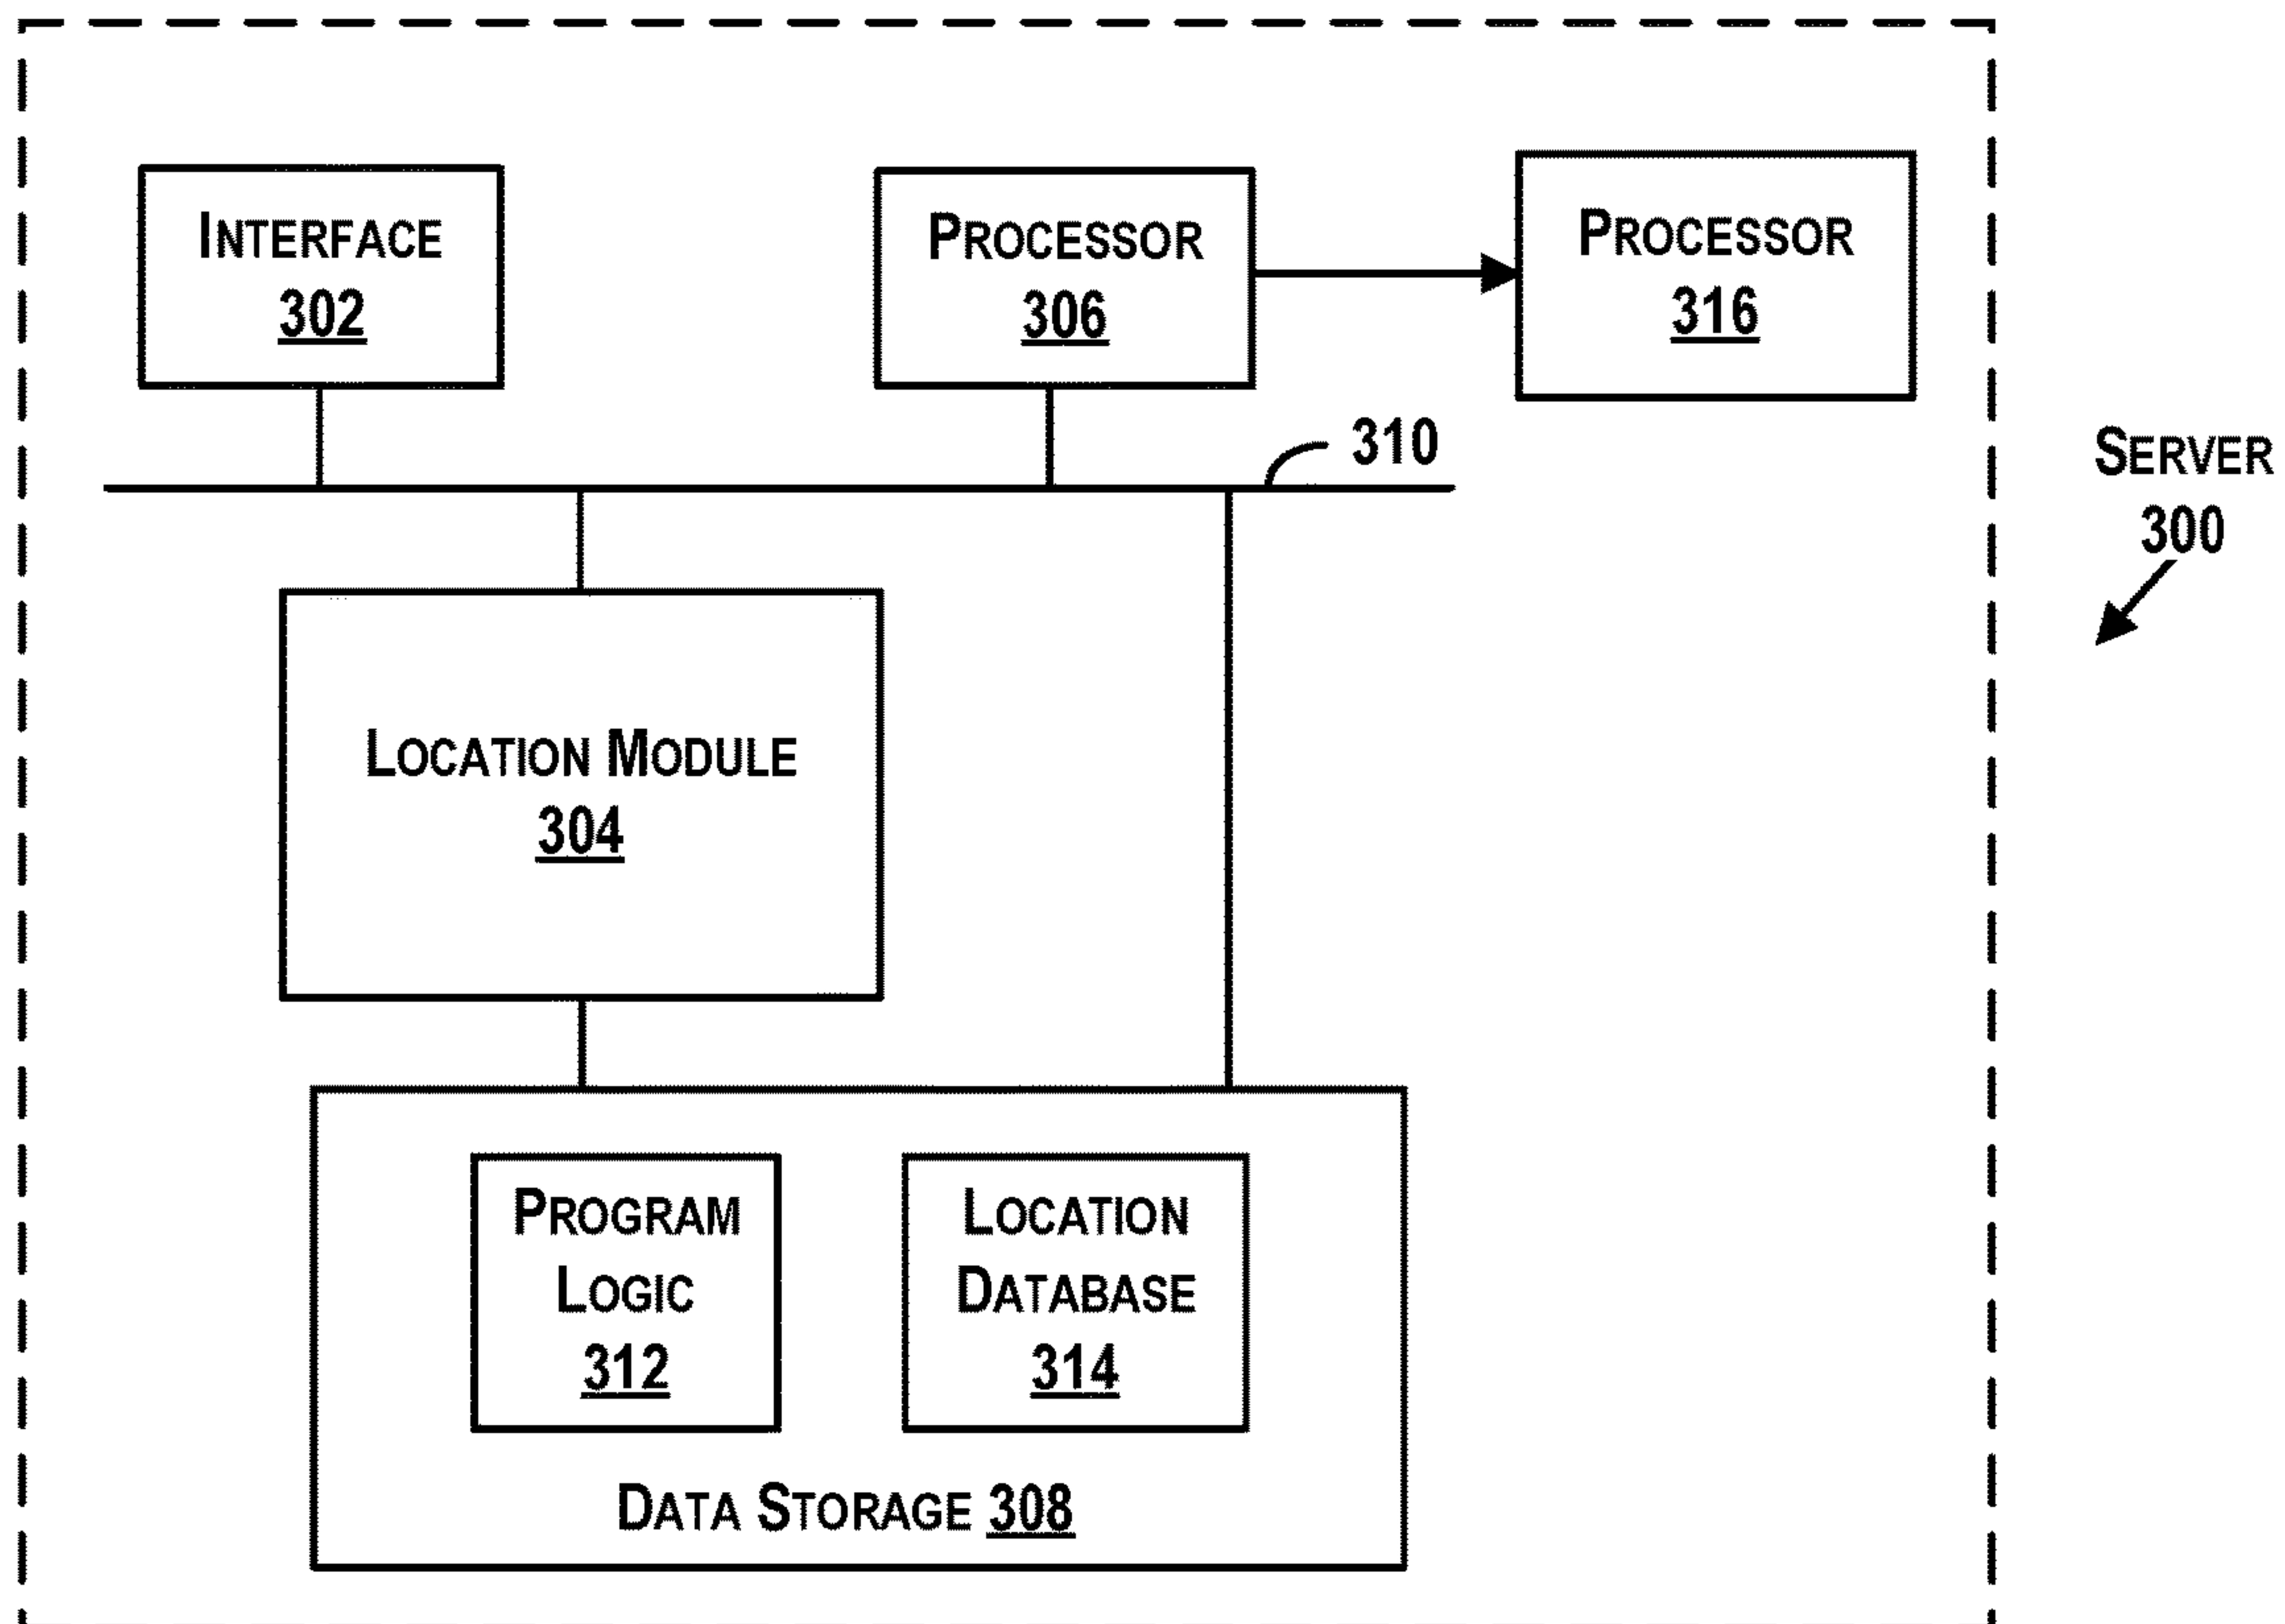 INTERFACE
302
PROCESSOR
306
PROCESSOR
316
310
SERVER
300
LOCATION MODULE
304
PROGRAM
LOGIC
312
LOCATION
DATABASE
314
DATA STORAGE 308